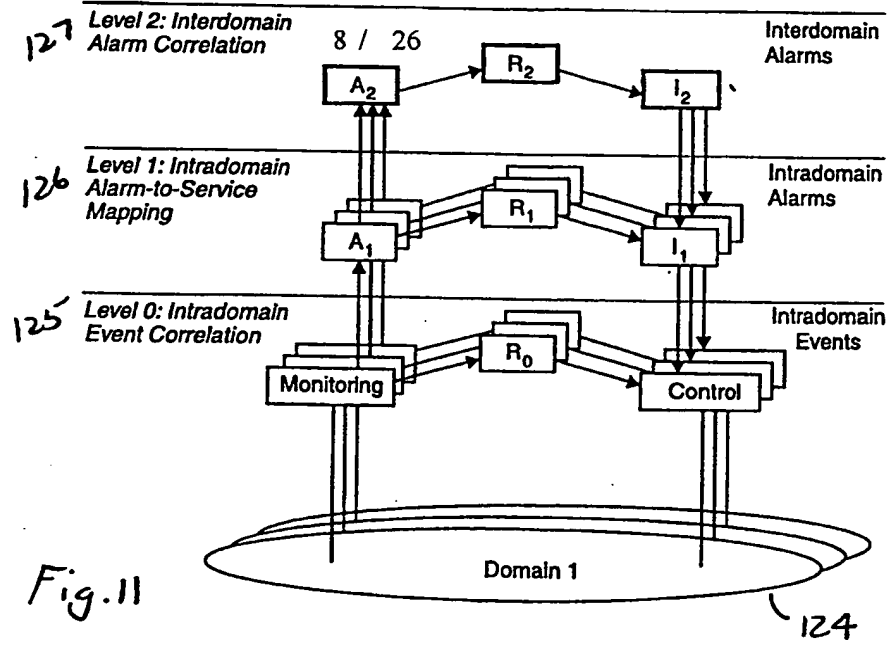 127
Level 2: Interdomain
Alarm Correlation
8 / 26
Interdomain
Alarms
A2
R2
I2
126
Level 1: Intradomain
Alarm-to-Service
Mapping
Intradomain
Alarms
A1
R1
I1
125
Level 0: Intradomain
Event Correlation
Intradomain
Events
Monitoring
R0
Control
Domain 1
Fig.11
124